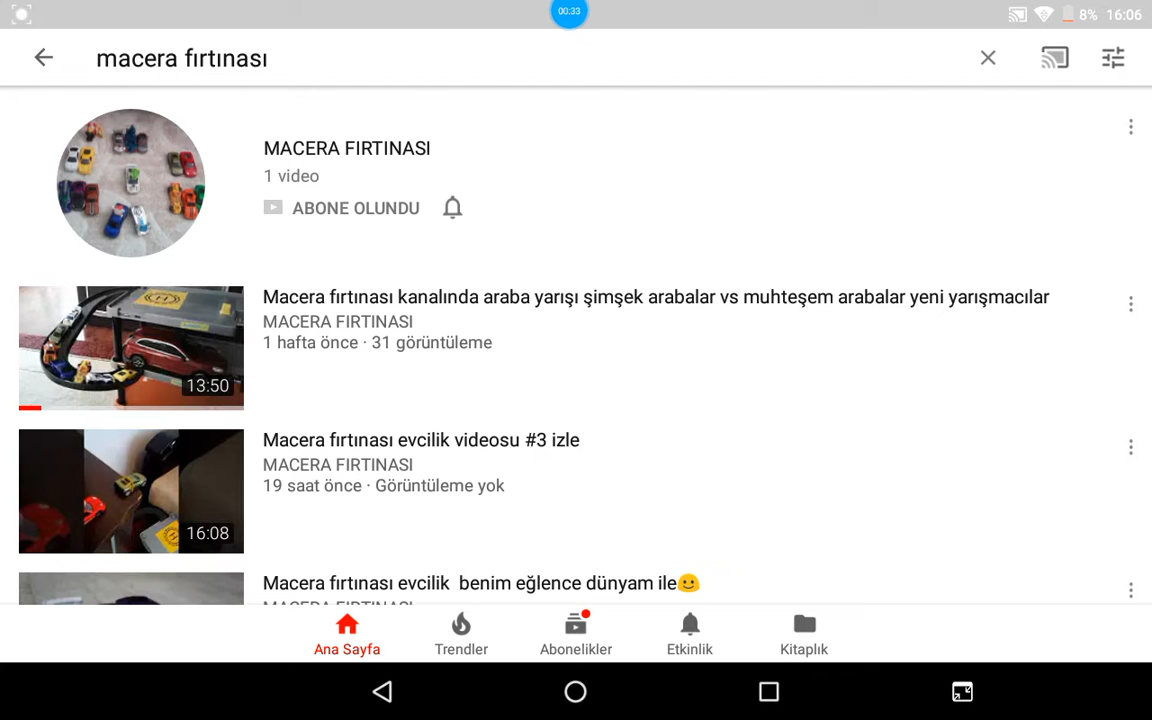 00:33
8% 16:06
macera fırtınası
MACERA FIRTINASI
1 video
ABONE OLUNDU
Macera fırtınası kanalında araba yarışı şimşek arabalar vs muhteşem arabalar yeni yarışmacılar
MACERA FIRTINASI
1 hafta önce · 31 görüntüleme
13:50
Macera fırtınası evcilik videosu #3 izle
MACERA FIRTINASI
19 saat önce · Görüntüleme yok
16:08
Macera fırtınası evcilik benim eğlence dünyam ile🙂
MACERA FIRTINASI
Ana Sayfa Trendler Abonelikler Etkinlik Kitaplık